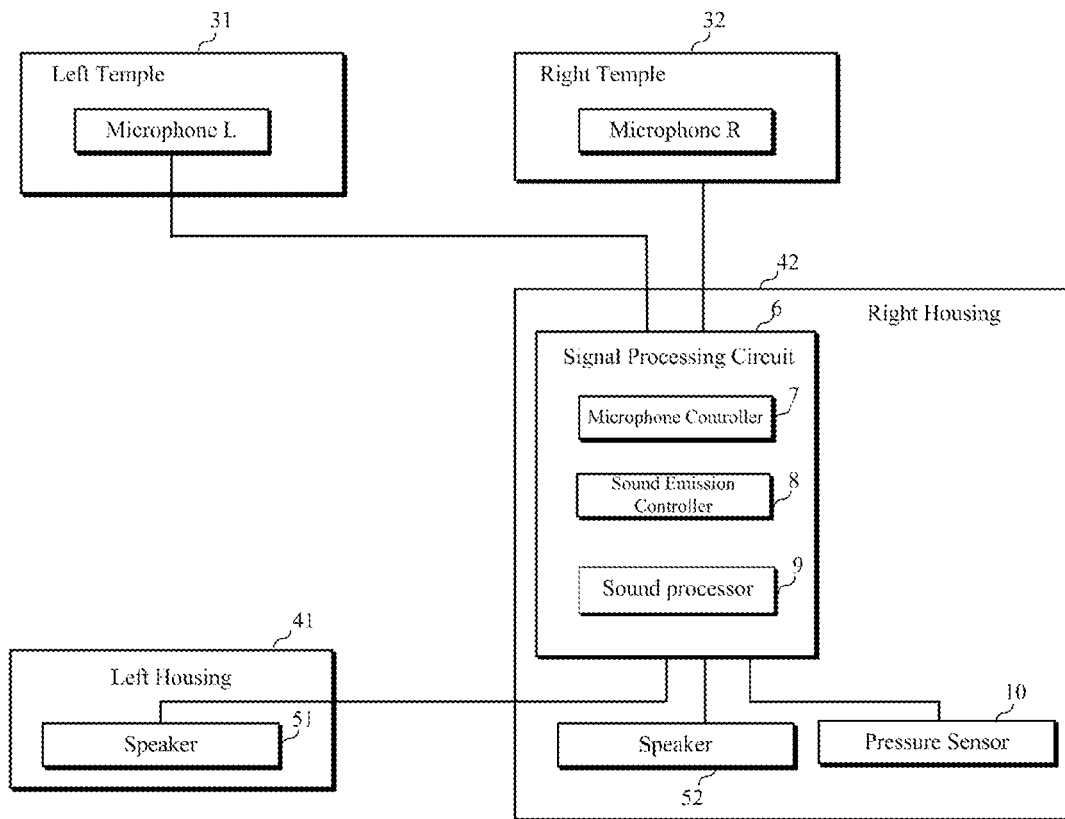 31
32
Left Temple
Right Temple
Microphone L
Microphone R
42
6
Right Housing
Signal Processing Circuit
7
Microphone Controller
Sound Emission
Controller
8
9
Sound processor
41
Left Housing
51
10
Speaker
Speaker
Pressure Sensor
52